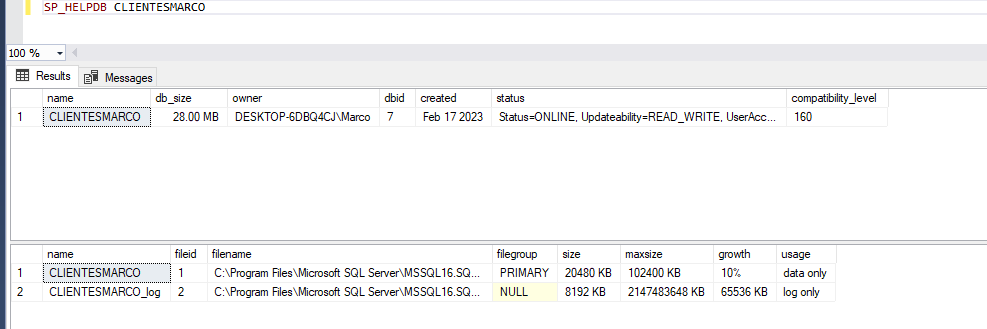 SP_HELPDB CLIENTESMARCO
100 %
Results Messages
name db_size owner dbid created status compatibility_level
1 CLIENTESMARCO 28.00 MB DESKTOP-6DBQ4CJ\Marco 7 Feb 17 2023 Status=ONLINE, Updateability=READ_WRITE, UserAcc... 160
name fileid filename filegroup size maxsize growth usage
1 CLIENTESMARCO 1 C:\Program Files\Microsoft SQL Server\MSSQL16.SQ... PRIMARY 20480 KB 102400 KB 10% data only
2 CLIENTESMARCO_log 2 C:\Program Files\Microsoft SQL Server\MSSQL16.SQ... NULL 8192 KB 2147483648 KB 65536 KB log only